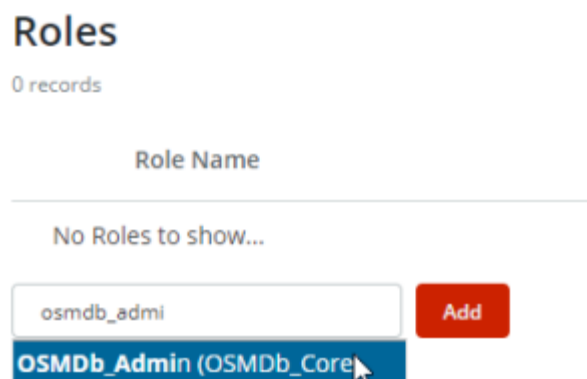 Roles
0 records
Role Name
No Roles to show...
osmdb_admi
Add
OSMDb_Admin (OSMDb_Core)